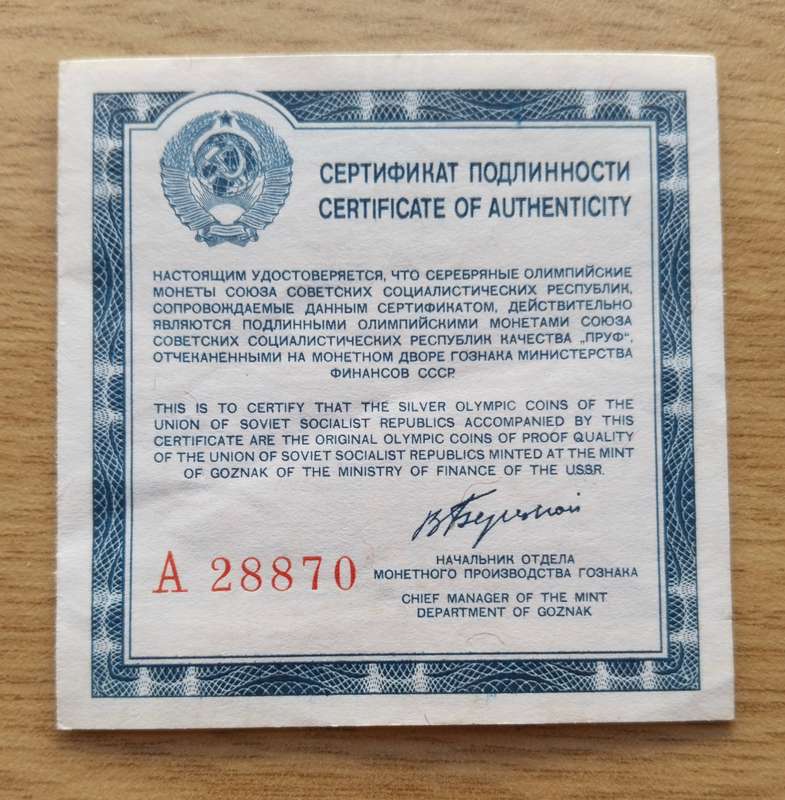 СЕРТИФИКАТ ПОДЛИННОСТИ
CERTIFICATE OF AUTHENTICITY
НАСТОЯЩИМ УДОСТОВЕРЯЕТСЯ, ЧТО СЕРЕБРЯНЫЕ ОЛИМПИЙСКИЕ
МОНЕТЫ СОЮЗА СОВЕТСКИХ СОЦИАЛИСТИЧЕСКИХ РЕСПУБЛИК,
СОПРОВОЖДАЕМЫЕ ДАННЫМ СЕРТИФИКАТОМ, ДЕЙСТВИТЕЛЬНО
ЯВЛЯЮТСЯ ПОДЛИННЫМИ ОЛИМПИЙСКИМИ МОНЕТАМИ СОЮЗА
СОВЕТСКИХ СОЦИАЛИСТИЧЕСКИХ РЕСПУБЛИК КАЧЕСТВА „ПРУФ“,
ОТЧЕКАНЕННЫМИ НА МОНЕТНОМ ДВОРЕ ГОЗНАКА МИНИСТЕРСТВА
ФИНАНСОВ СССР.
THIS IS TO CERTIFY THAT THE SILVER OLYMPIC COINS OF THE
UNION OF SOVIET SOCIALIST REPUBLICS ACCOMPANIED BY THIS
CERTIFICATE ARE THE ORIGINAL OLYMPIC COINS OF PROOF QUALITY
OF THE UNION OF SOVIET SOCIALIST REPUBLICS MINTED AT THE MINT
OF GOZNAK OF THE MINISTRY OF FINANCE OF THE U.S.S.R.
А 28870
НАЧАЛЬНИК ОТДЕЛА
МОНЕТНОГО ПРОИЗВОДСТВА ГОЗНАКА
CHIEF MANAGER OF THE MINT
DEPARTMENT OF GOZNAK